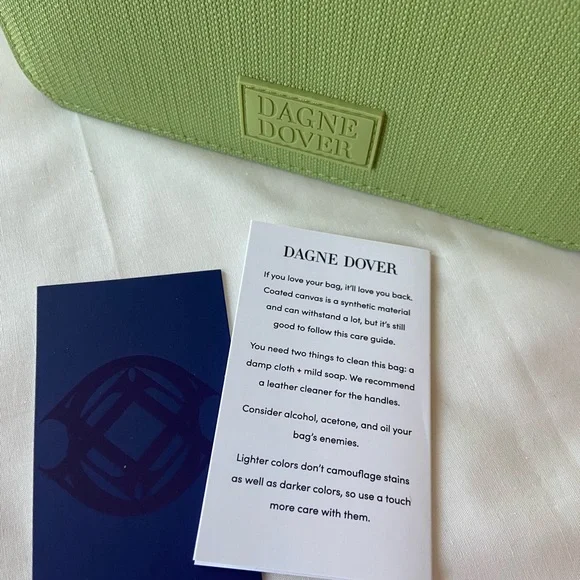 DAGNE
DOVER
DAGNE DOVER
If you love your bag, it'll love you back.
Coated canvas is a synthetic material
and can withstand a lot, but it's still
good to follow this care guide.
You need two things to clean this bag: a
damp cloth + mild soap. We recommend
a leather cleaner for the handles.
Consider alcohol, acetone, and oil your
bag's enemies.
Lighter colors don't camouflage stains
as well as darker colors, so use a touch
more care with them.